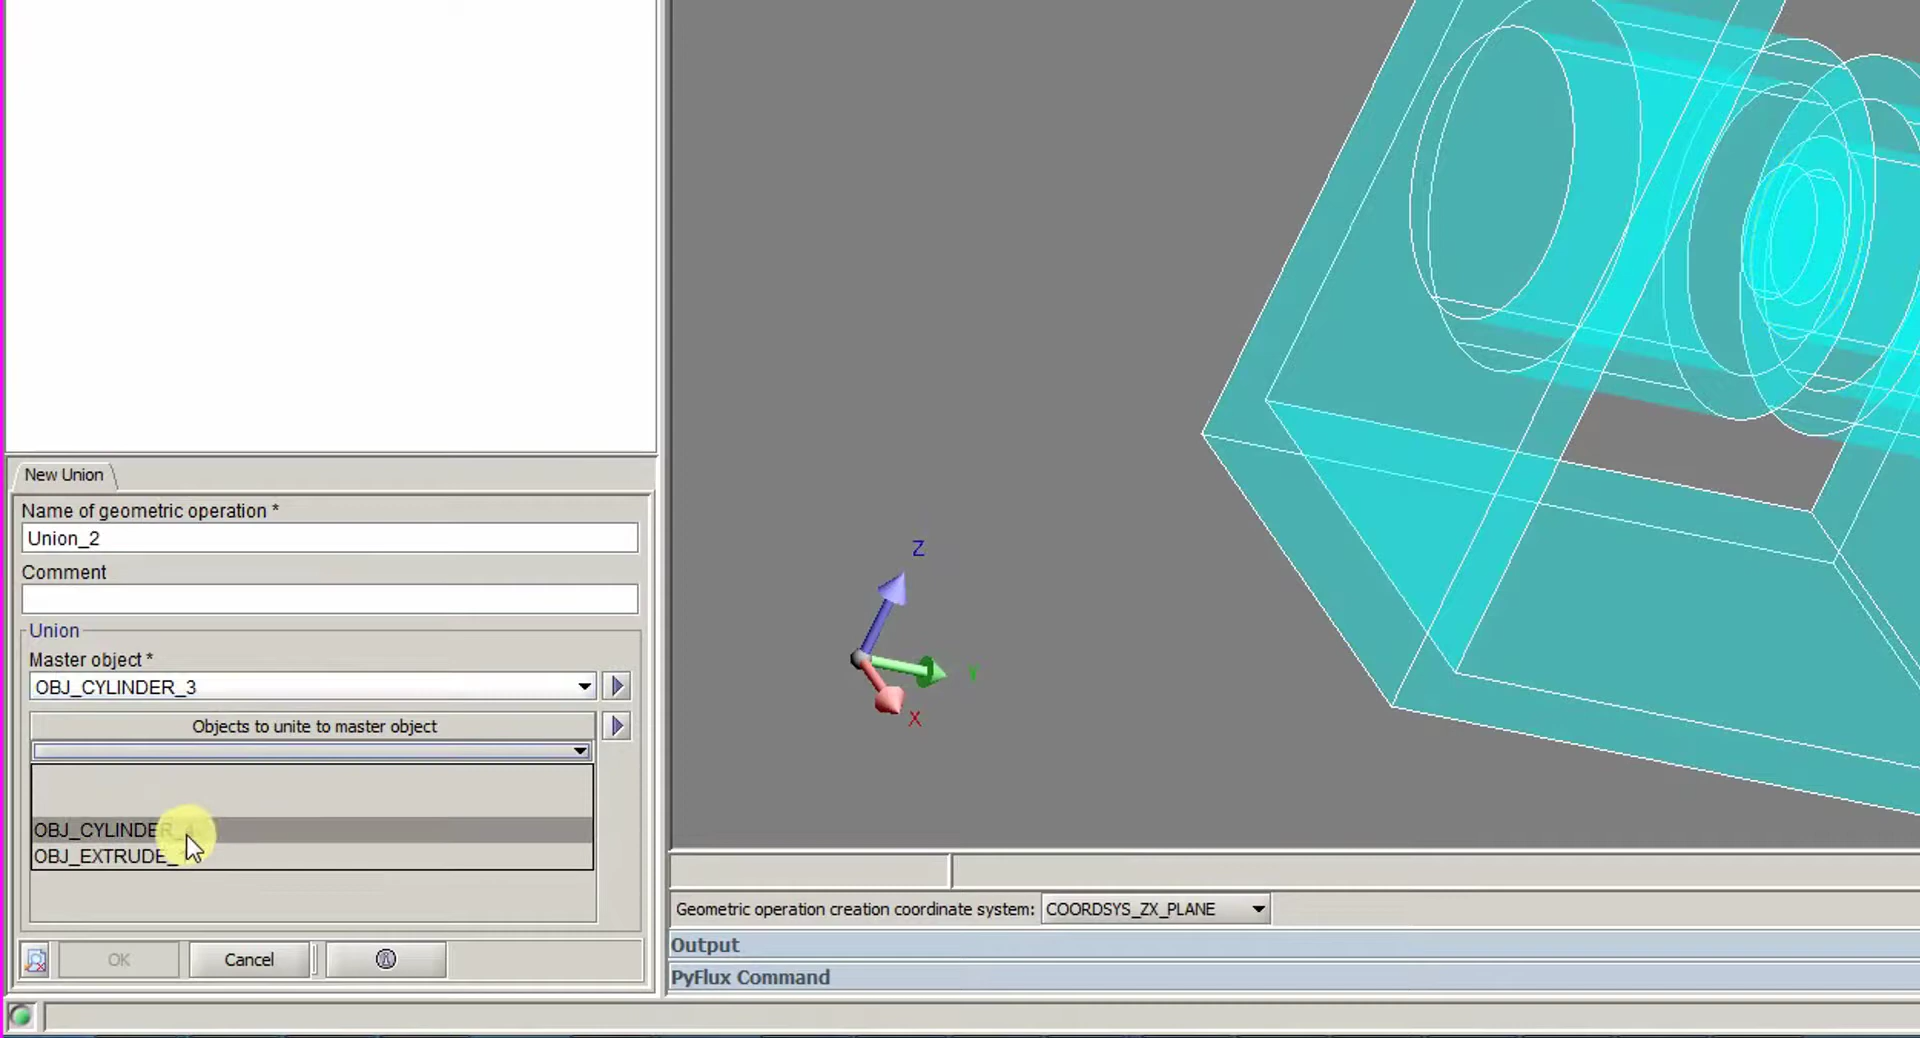 New Union
Name of geometric operation *
Union_2
Comment
Union
Master object *
OBJ_CYLINDER_3
Objects to unite to master object
OBJ_CYLINDER_
OBJ_EXTRUDE_
OK
Cancel
Z
Y
X
Geometric operation creation coordinate system:
COORDSYS_ZX_PLANE
Output
PyFlux Command